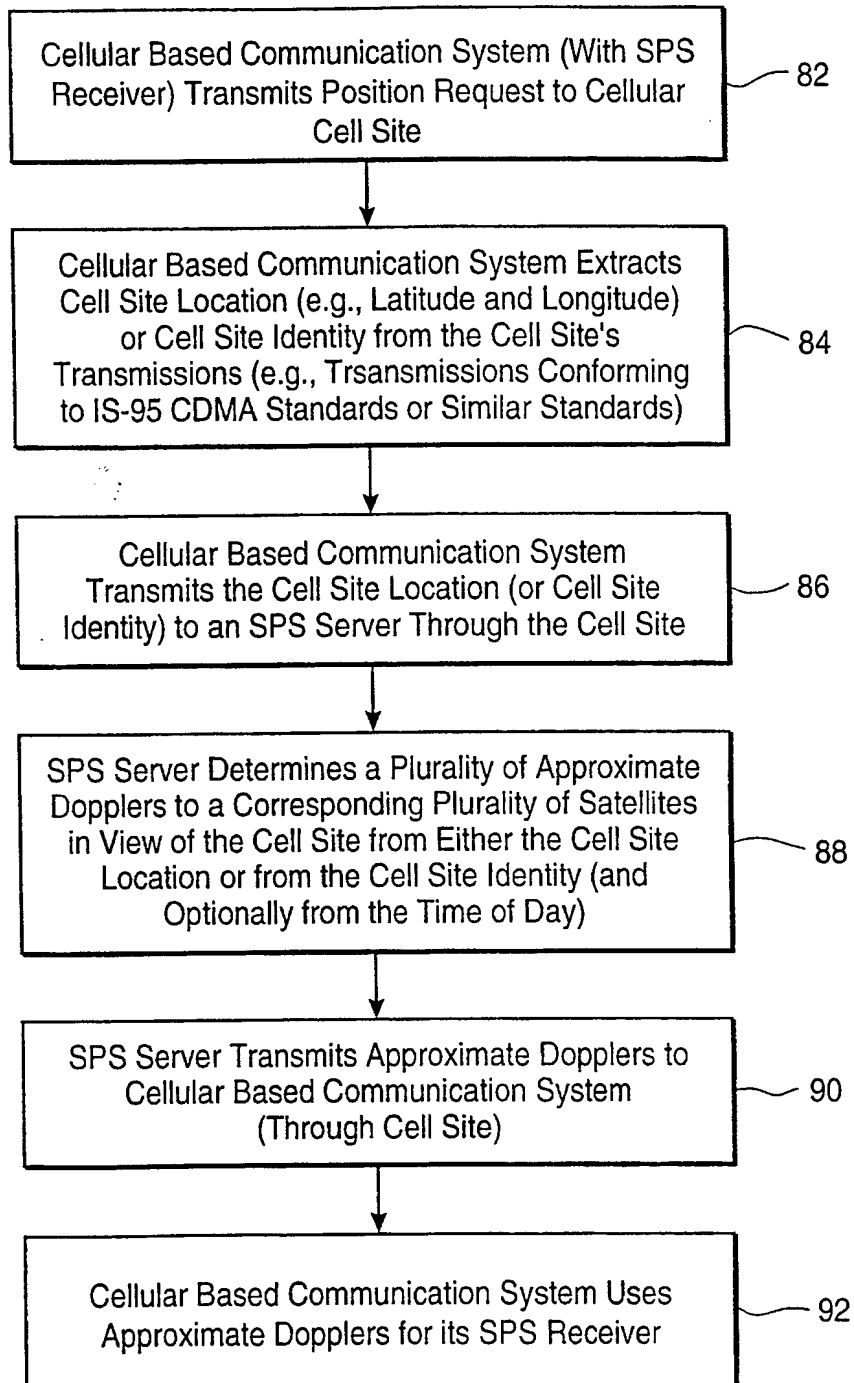 Cellular Based Communication System (With SPS
Receiver) Transmits Position Request to Cellular
Cell Site
82
Cellular Based Communication System Extracts
Cell Site Location (e.g., Latitude and Longitude)
or Cell Site Identity from the Cell Site's
Transmissions (e.g., Trsansmissions Conforming
to IS-95 CDMA Standards or Similar Standards)
84
Cellular Based Communication System
Transmits the Cell Site Location (or Cell Site
Identity) to an SPS Server Through the Cell Site
86
SPS Server Determines a Plurality of Approximate
Dopplers to a Corresponding Plurality of Satellites
in View of the Cell Site from Either the Cell Site
Location or from the Cell Site Identity (and
Optionally from the Time of Day)
88
SPS Server Transmits Approximate Dopplers to
Cellular Based Communication System
(Through Cell Site)
90
Cellular Based Communication System Uses
Approximate Dopplers for its SPS Receiver
92